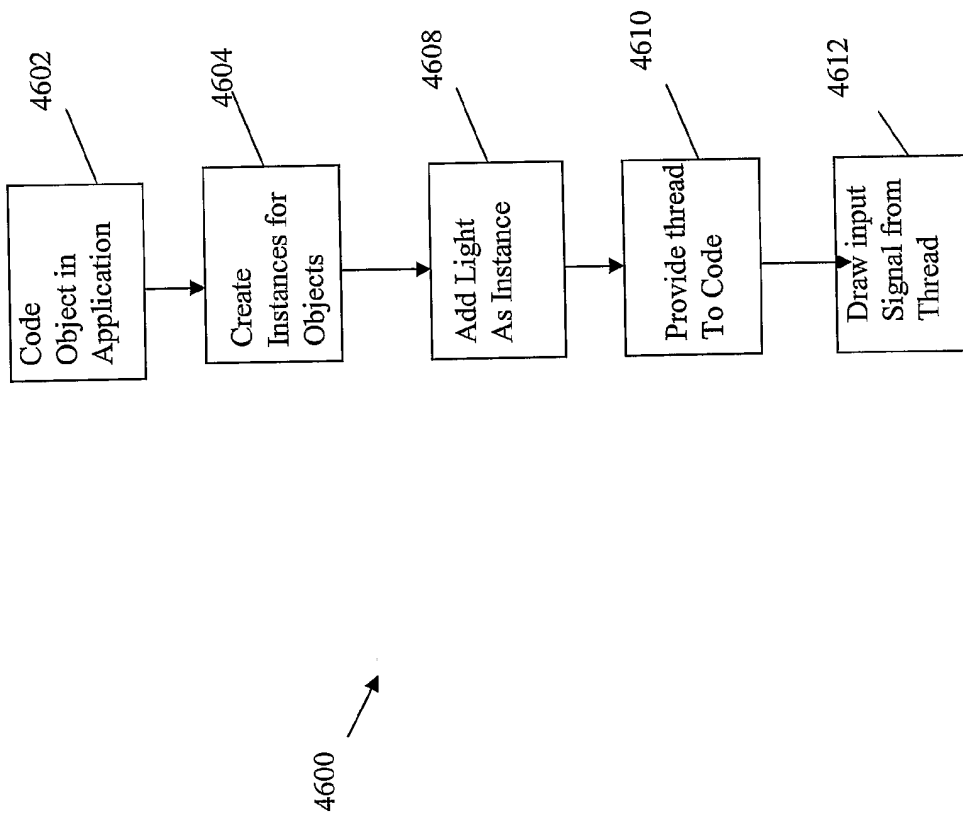 4602
Code
Object in
Application
4604
Create
Instances for
Objects
4608
Add Light
As Instance
4610
Provide thread
To Code
4612
Draw input
Signal from
Thread
4600